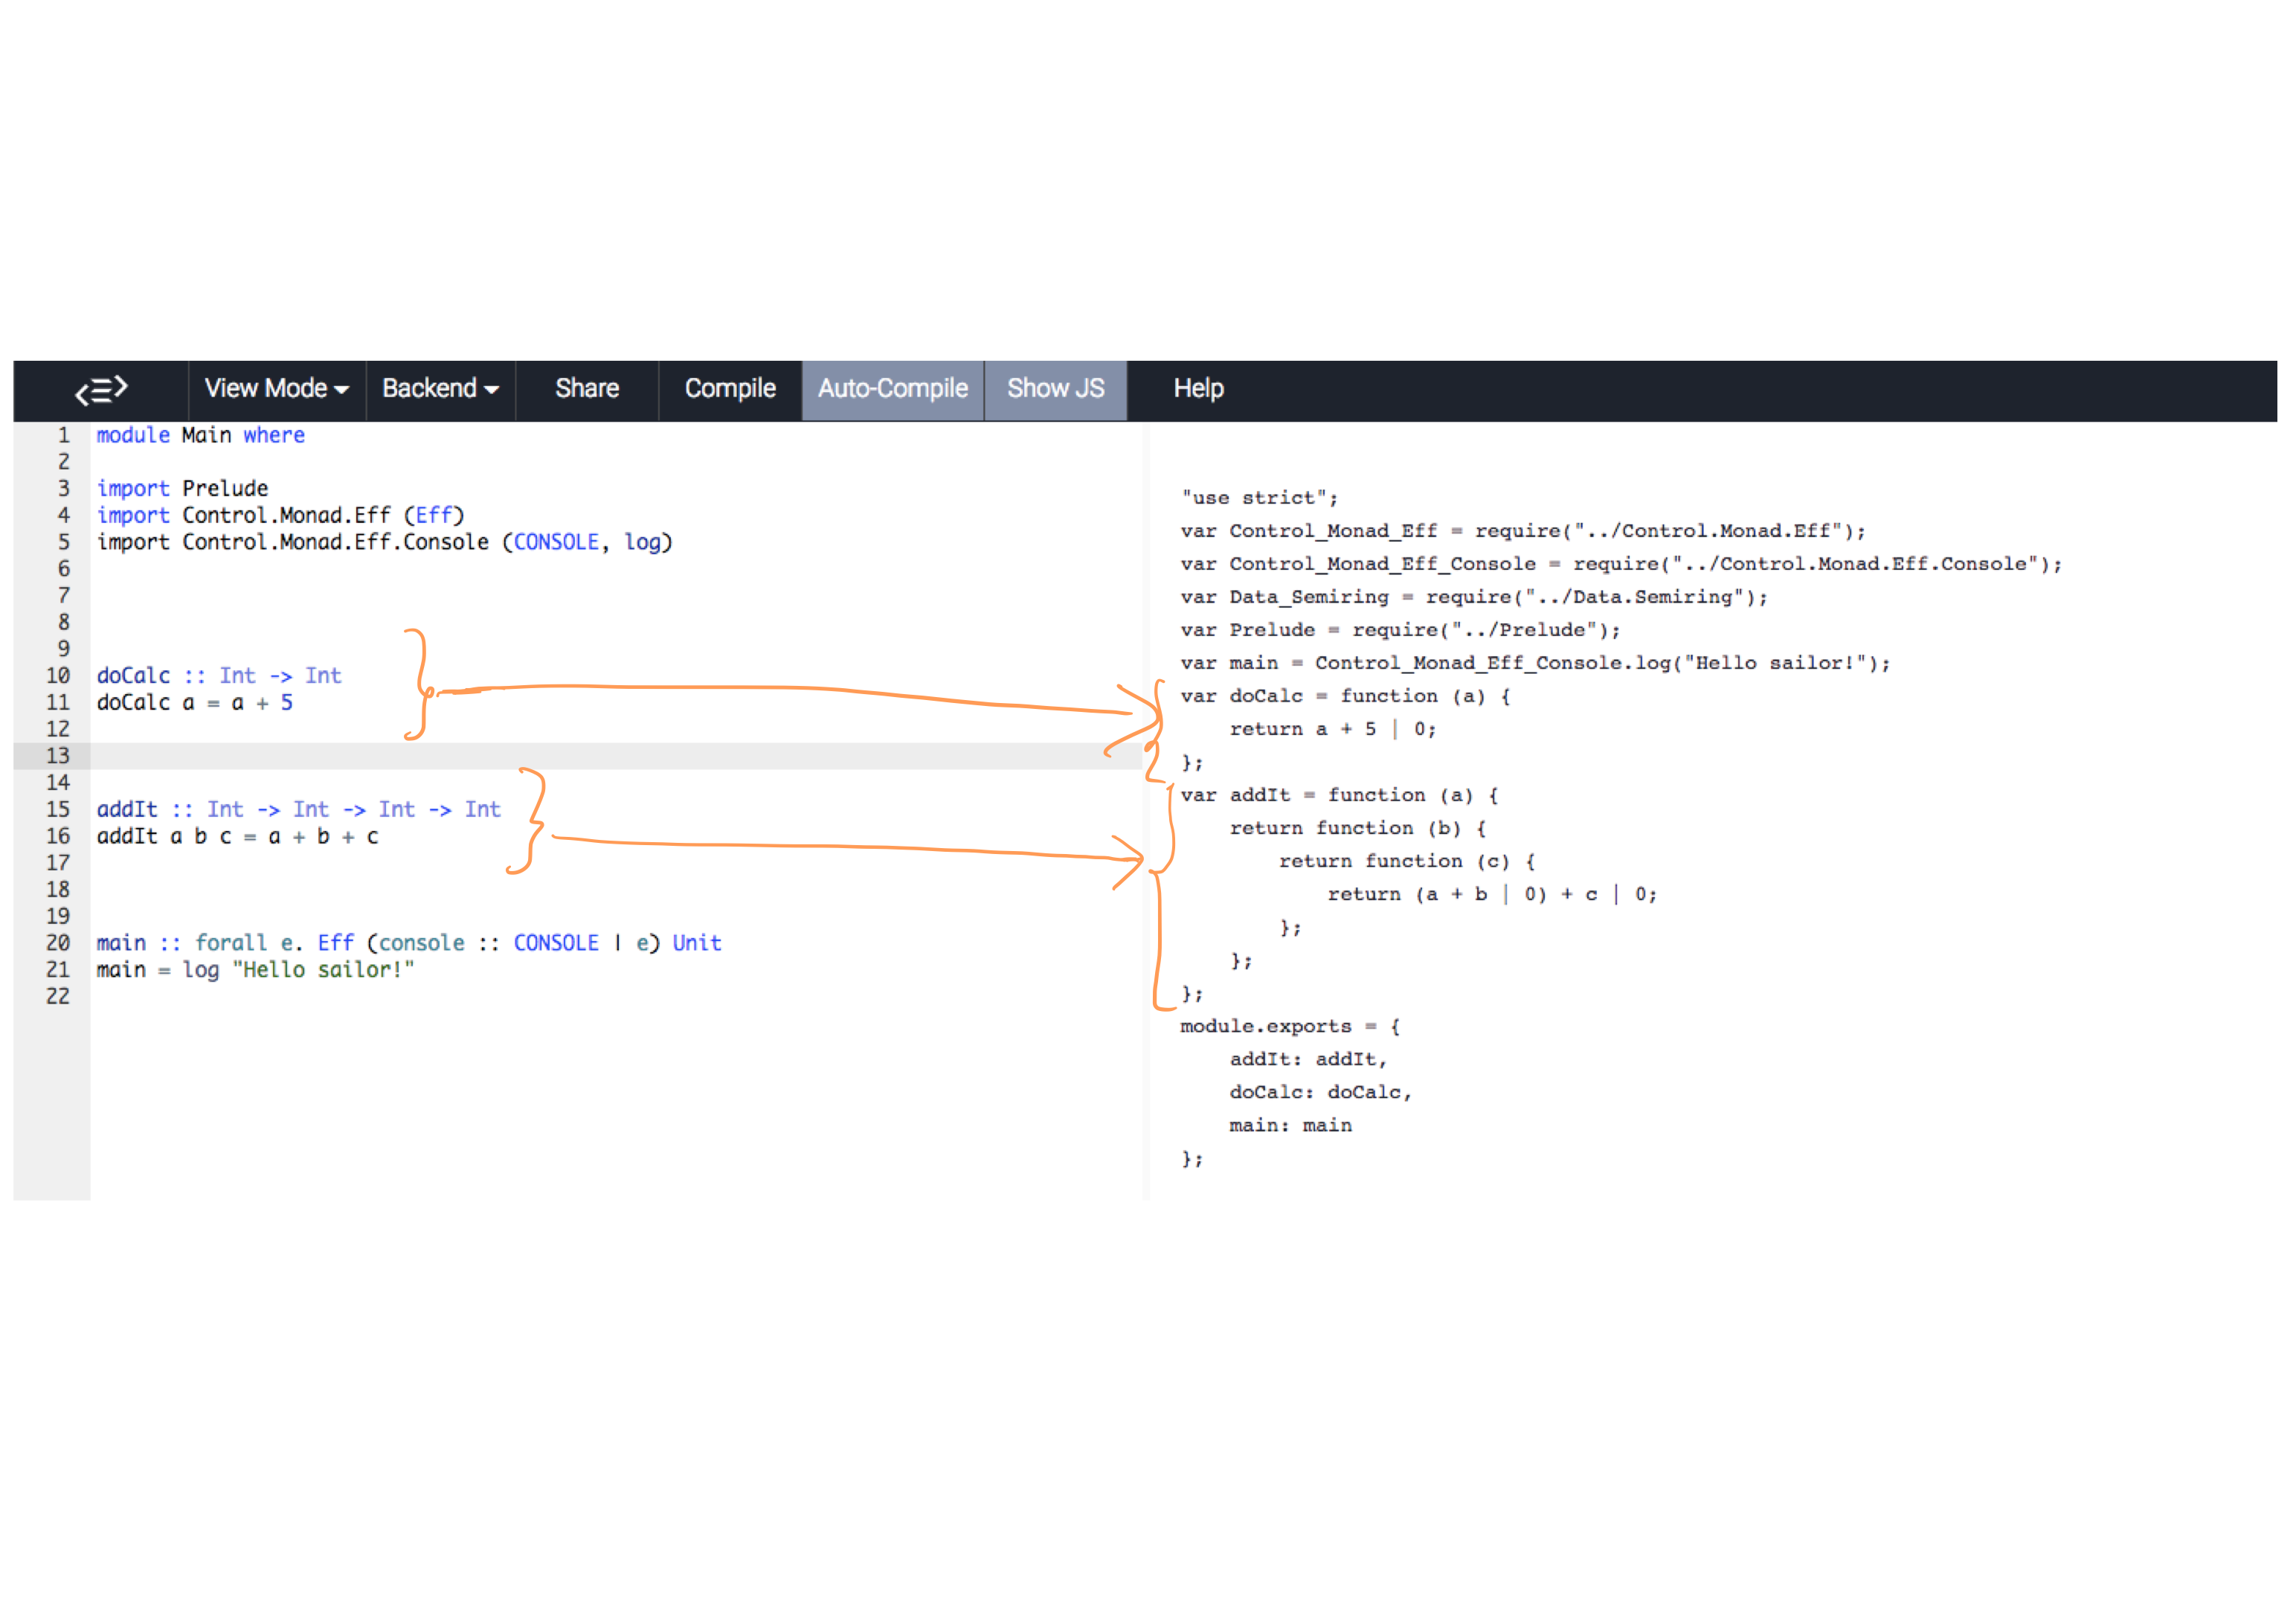 View Mode Backend Share Compile Auto-Compile Show JS Help
1 module Main where
2
3 import Prelude
4 import Control.Monad.Eff (Eff)
5 import Control.Monad.Eff.Console (CONSOLE, log)
6
7
8
9
10 doCalc :: Int -> Int
11 doCalc a = a + 5
12
13
14
15 addIt :: Int -> Int -> Int -> Int
16 addIt a b c = a + b + c
17
18
19
20 main :: forall e. Eff (console :: CONSOLE | e) Unit
21 main = log "Hello sailor!"
22
"use strict";
var Control_Monad_Eff = require("../Control.Monad.Eff");
var Control_Monad_Eff_Console = require("../Control.Monad.Eff.Console");
var Data_Semiring = require("../Data.Semiring");
var Prelude = require("../Prelude");
var main = Control_Monad_Eff_Console.log("Hello sailor!");
var doCalc = function (a) {
    return a + 5 | 0;
};
var addIt = function (a) {
    return function (b) {
        return function (c) {
            return (a + b | 0) + c | 0;
        };
    };
};
module.exports = {
    addIt: addIt,
    doCalc: doCalc,
    main: main
};